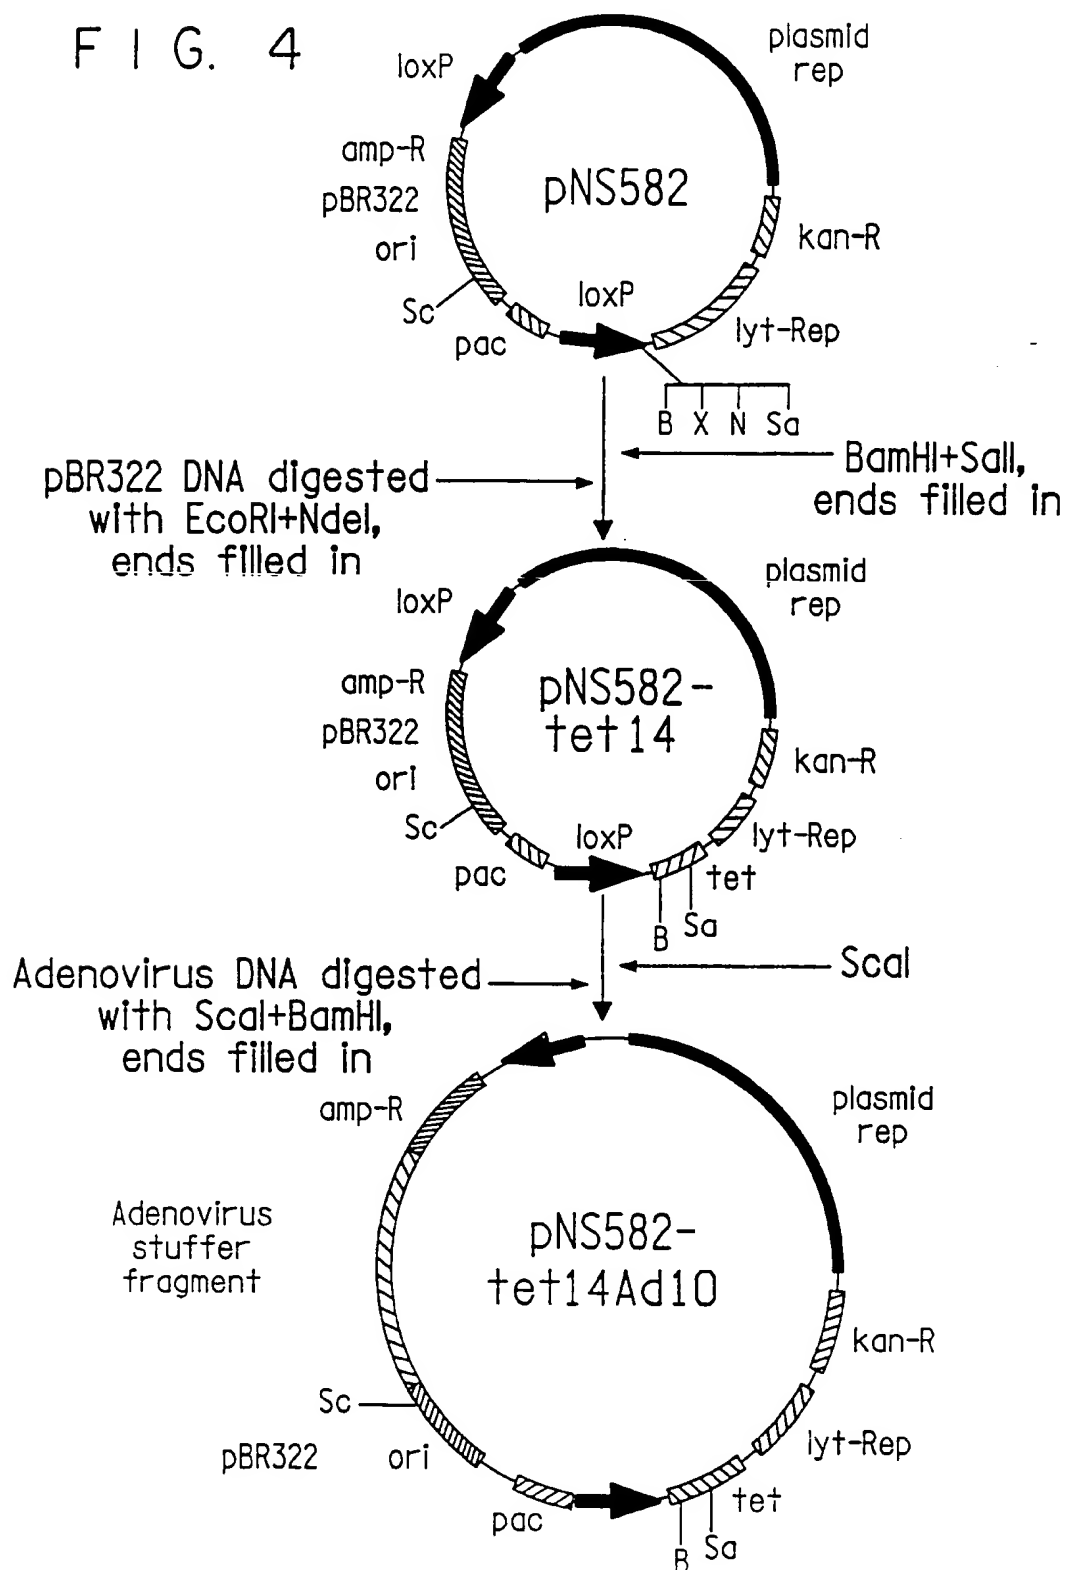 FIG. 4
loxP
plasmid
rep
amp-R
pBR322
ori
pNS582
kan-R
Sc
loxP
pac
lyt-Rep
B X N Sa
pBR322 DNA digested
with EcoRI+NdeI,
ends filled in
BamHI+SalI,
ends filled in
loxP
plasmid
rep
amp-R
pBR322
ori
pNS582-
tet14
kan-R
Sc
loxP
pac
lyt-Rep
tet
B
Sa
Adenovirus DNA digested
with ScaI+BamHI,
ends filled in
ScaI
amp-R
plasmid
rep
Adenovirus
stuffer
fragment
pNS582-
tet14Ad10
kan-R
Sc
pBR322
ori
lyt-Rep
pac
tet
B
Sa